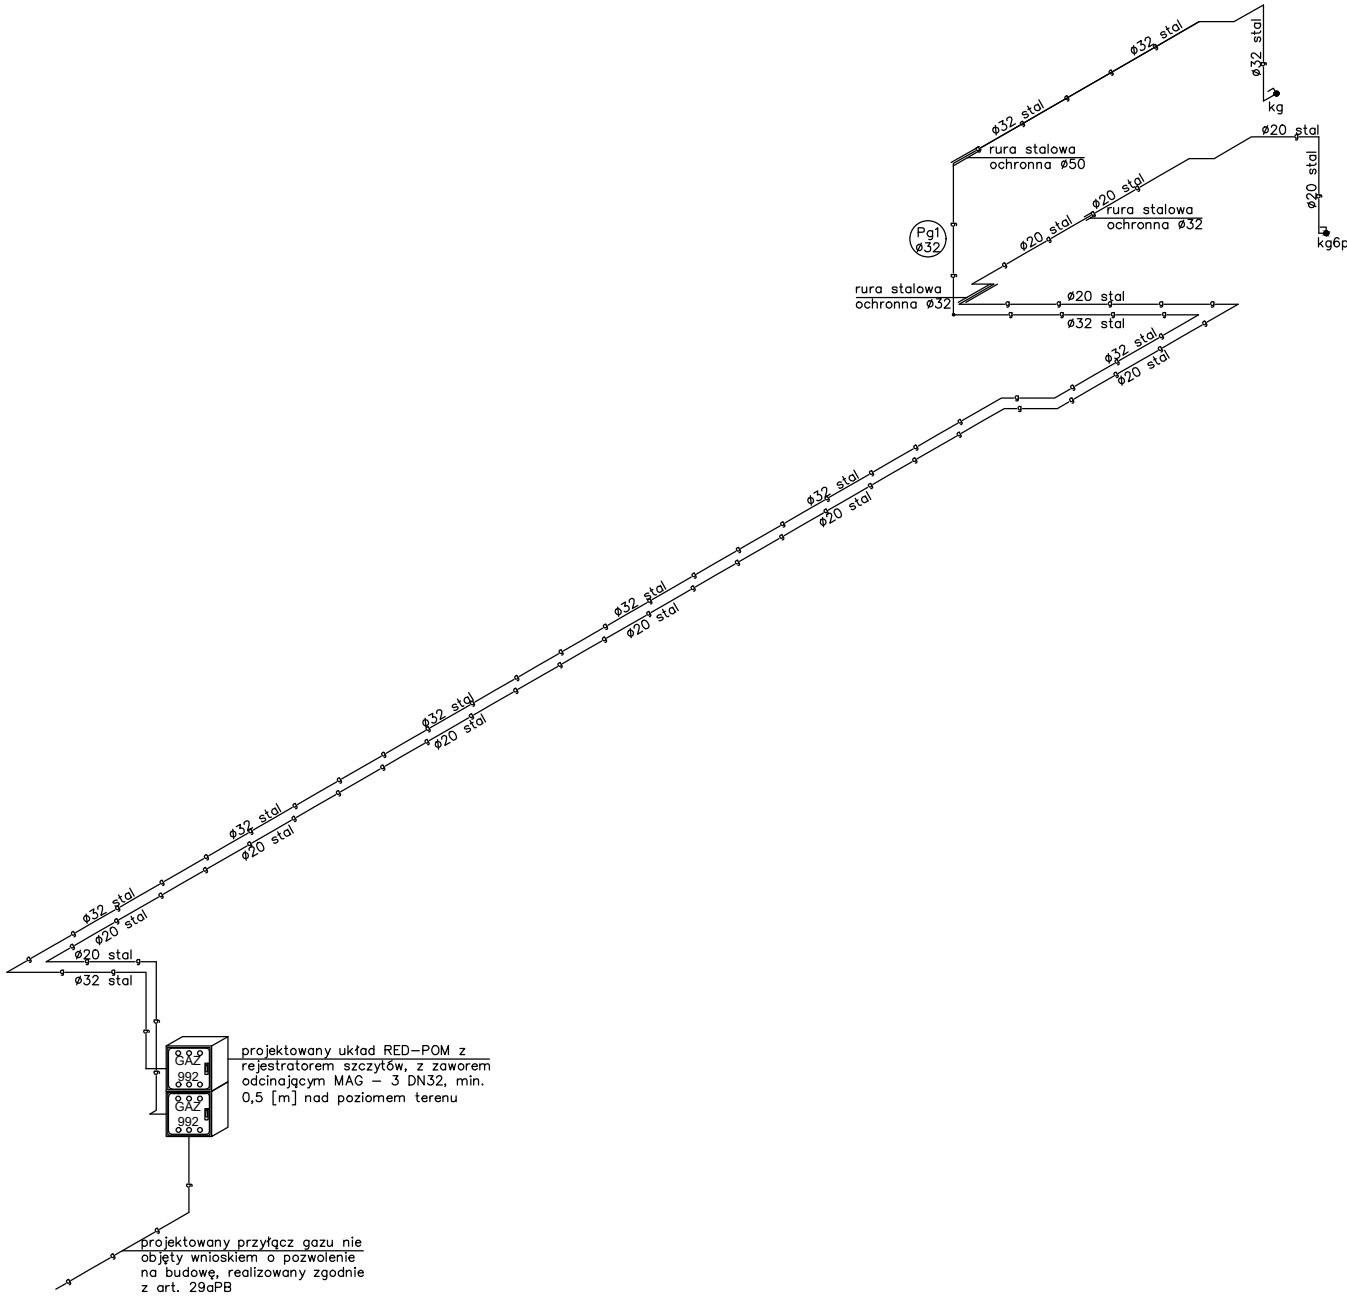 ø32 stal
ø32 stal
kg
ø32 stal
rura stalowa
ochronna ø50
ø20 stal
ø20 stal
kg6p
ø20 stal
rura stalowa
ochronna ø32
ø20 stal
Pg1
ø32
rura stalowa
ochronna ø32
ø20 stal
ø32 stal
ø32 stal
ø20 stal
ø32 stal
ø20 stal
ø32 stal
ø20 stal
ø32 stal
ø20 stal
ø32 stal
ø20 stal
ø32 stal
ø20 stal
ø20 stal
ø32 stal
GAZ
992
GAZ
992
projektowany układ RED-POM z
rejestratorem szczytów, z zaworem
odcinającym MAG – 3 DN32, min.
0,5 [m] nad poziomem terenu
projektowany przyłącz gazu nie
objęty wnioskiem o pozwolenie
na budowę, realizowany zgodnie
z art. 29aPB